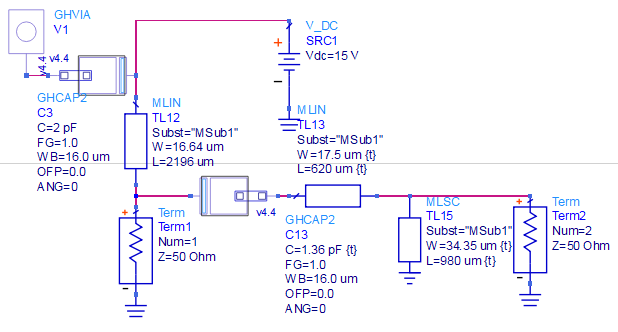 GHVIA
V1
v4.4
v4.4
GHCAP2
C3
C=2 pF
FG=1.0
WB=16.0 um
OFP=0.0
ANG=0
MLIN
TL12
Subst="MSub1"
W=16.64 um
L=2196 um
+
V_DC
SRC1
Vdc=15 V
-
MLIN
TL13
Subst="MSub1"
W=17.5 um {t}
L=620 um {t}
+
Term
Term1
Num=1
Z=50 Ohm
-
v4.4
GHCAP2
C13
C=1.36 pF {t}
FG=1.0
WB=16.0 um
OFP=0.0
ANG=0
MLSC
TL15
Subst="MSub1"
W=34.35 um {t}
L=980 um {t}
+
Term
Term2
Num=2
Z=50 Ohm
-